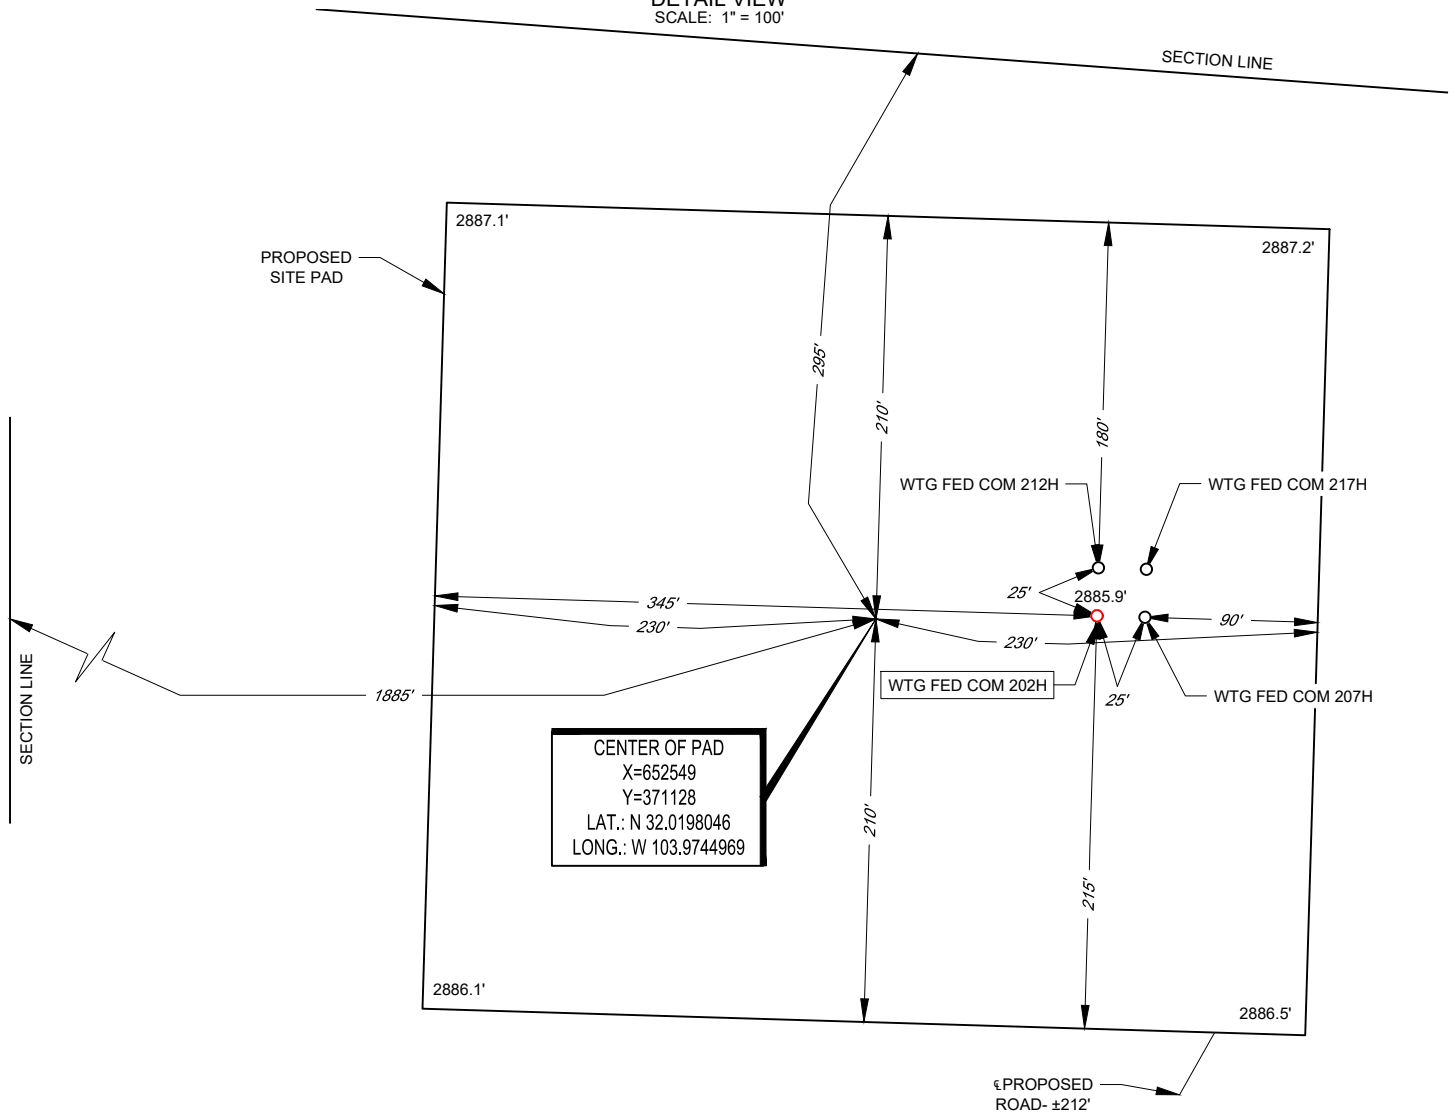 DETAIL VIEW
SCALE: 1" = 100'
SECTION LINE
2887.1'
2887.2'
PROPOSED
SITE PAD
295'
210'
180'
WTG FED COM 212H
WTG FED COM 217H
25'
2885.9'
345'
230'
90'
230'
SECTION LINE
1885'
WTG FED COM 202H
25'
WTG FED COM 207H
CENTER OF PAD
X=652549
Y=371128
LAT.: N 32.0198046
LONG.: W 103.9744969
210'
215'
2886.1'
2886.5'
℄ PROPOSED
ROAD- ±212'